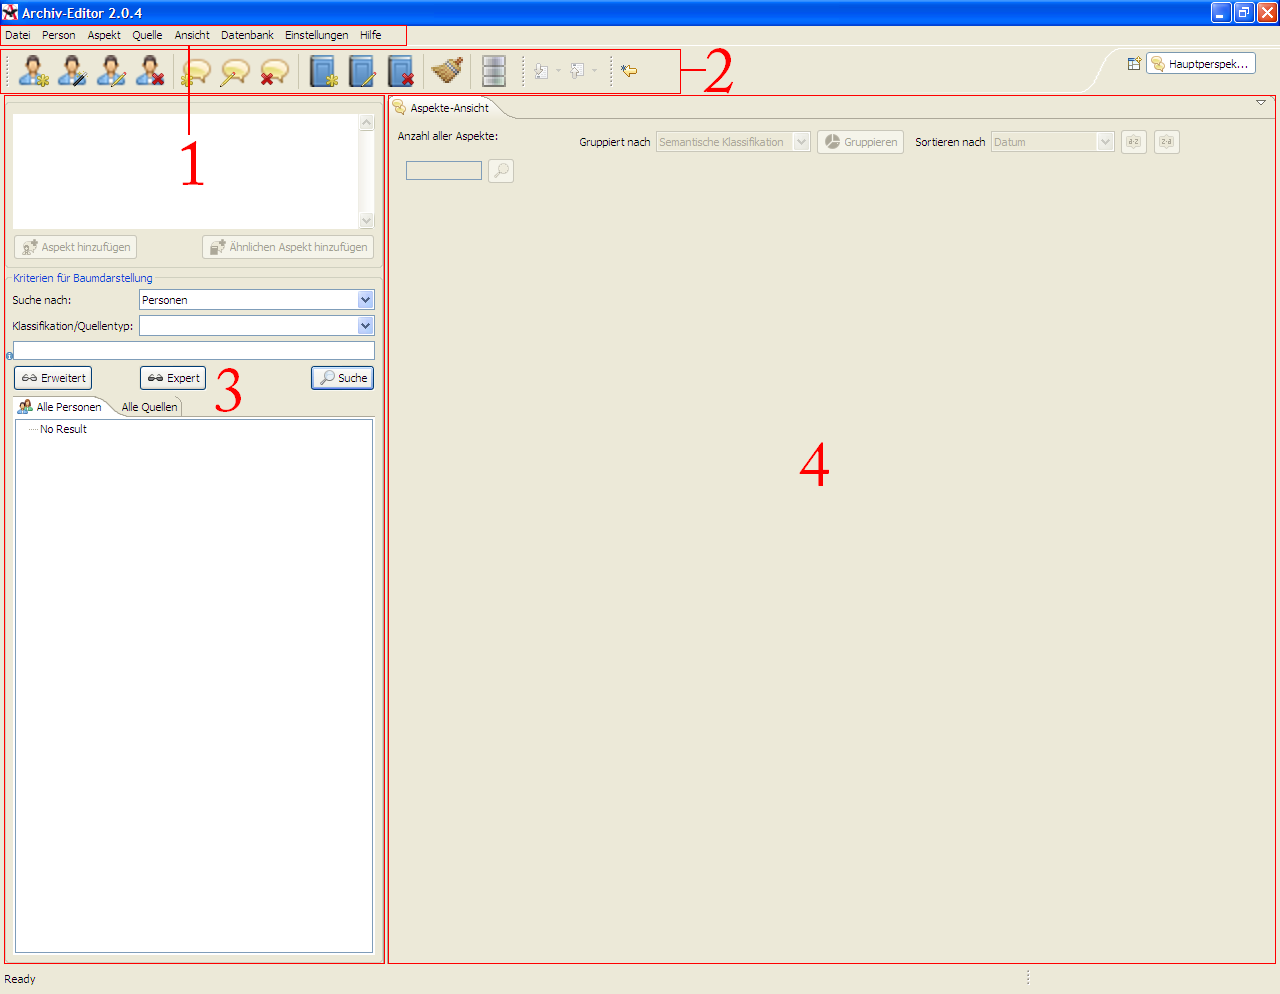 Archiv-Editor 2.0.4
Datei Person Aspekt Quelle Ansicht Datenbank Einstellungen Hilfe
2
Hauptperspek...
1
Aspekt hinzufügen Ähnlichen Aspekt hinzufügen
Kriterien für Baumdarstellung
Suche nach: Personen
Klassifikation/Quellentyp:
Erweitert Expert Suche
3
Alle Personen Alle Quellen
No Result
Aspekte-Ansicht
Anzahl aller Aspekte:
Gruppiert nach Semantische Klassifikation Gruppieren Sortieren nach Datum a-z z-a
4
Ready